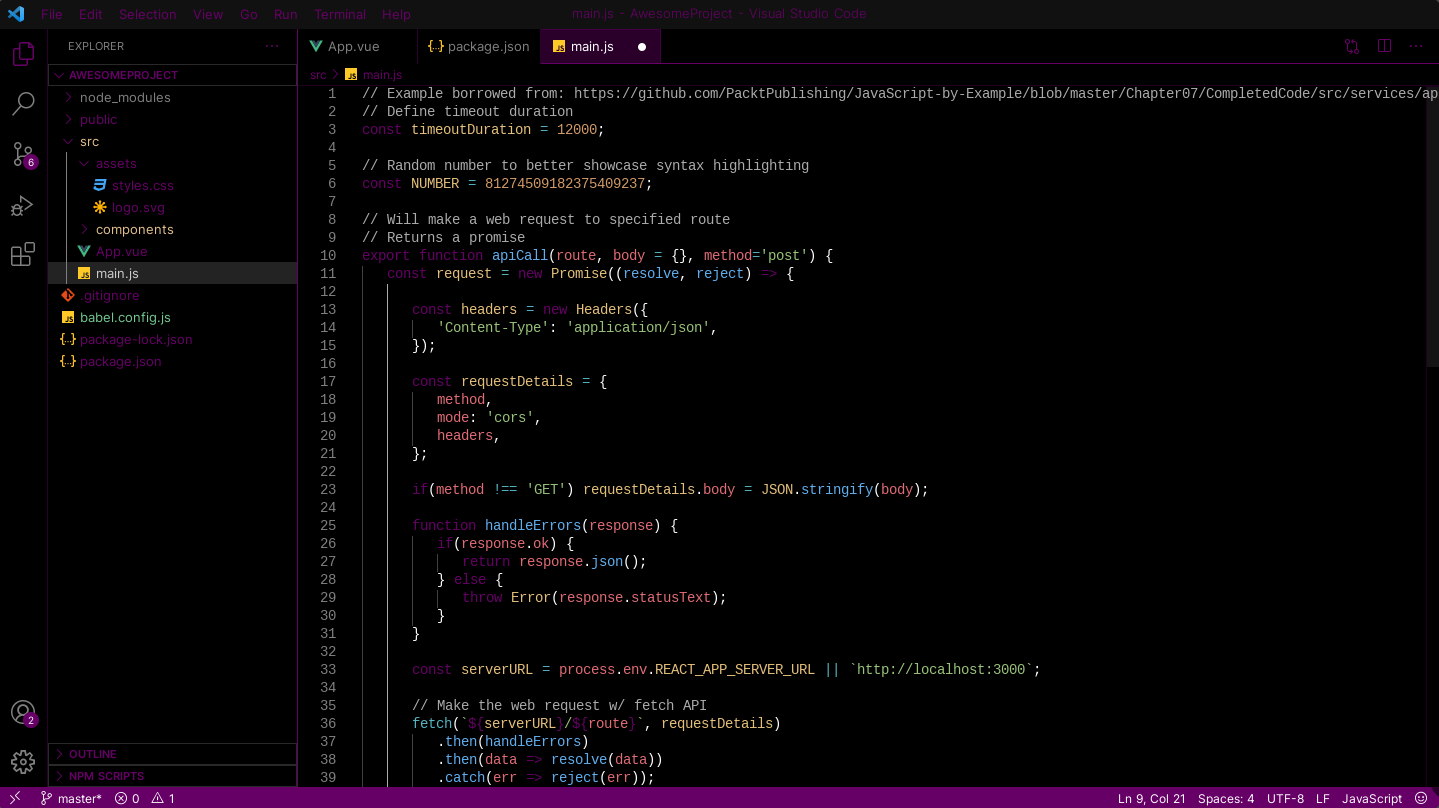 File Edit Selection View Go Run Terminal Help
main.js - AwesomeProject - Visual Studio Code
EXPLORER
AWESOMEPROJECT
node_modules
public
src
assets
styles.css
logo.svg
components
App.vue
main.js
.gitignore
babel.config.js
package-lock.json
package.json
OUTLINE
NPM SCRIPTS
6
2
App.vue package.json main.js
src main.js
1 // Example borrowed from: https://github.com/PacktPublishing/JavaScript-by-Example/blob/master/Chapter07/CompletedCode/src/services/ap
2 // Define timeout duration
3 const timeoutDuration = 12000;
4
5 // Random number to better showcase syntax highlighting
6 const NUMBER = 81274509182375409237;
7
8 // Will make a web request to specified route
9 // Returns a promise
10 export function apiCall(route, body = {}, method='post') {
11 const request = new Promise((resolve, reject) => {
12
13 const headers = new Headers({
14 'Content-Type': 'application/json',
15 });
16
17 const requestDetails = {
18 method,
19 mode: 'cors',
20 headers,
21 };
22
23 if(method !== 'GET') requestDetails.body = JSON.stringify(body);
24
25 function handleErrors(response) {
26 if(response.ok) {
27 return response.json();
28 } else {
29 throw Error(response.statusText);
30 }
31 }
32
33 const serverURL = process.env.REACT_APP_SERVER_URL || `http://localhost:3000`;
34
35 // Make the web request w/ fetch API
36 fetch(`${serverURL}/${route}`, requestDetails)
37 .then(handleErrors)
38 .then(data => resolve(data))
39 .catch(err => reject(err));
master* 0 1 Ln 9, Col 21 Spaces: 4 UTF-8 LF JavaScript